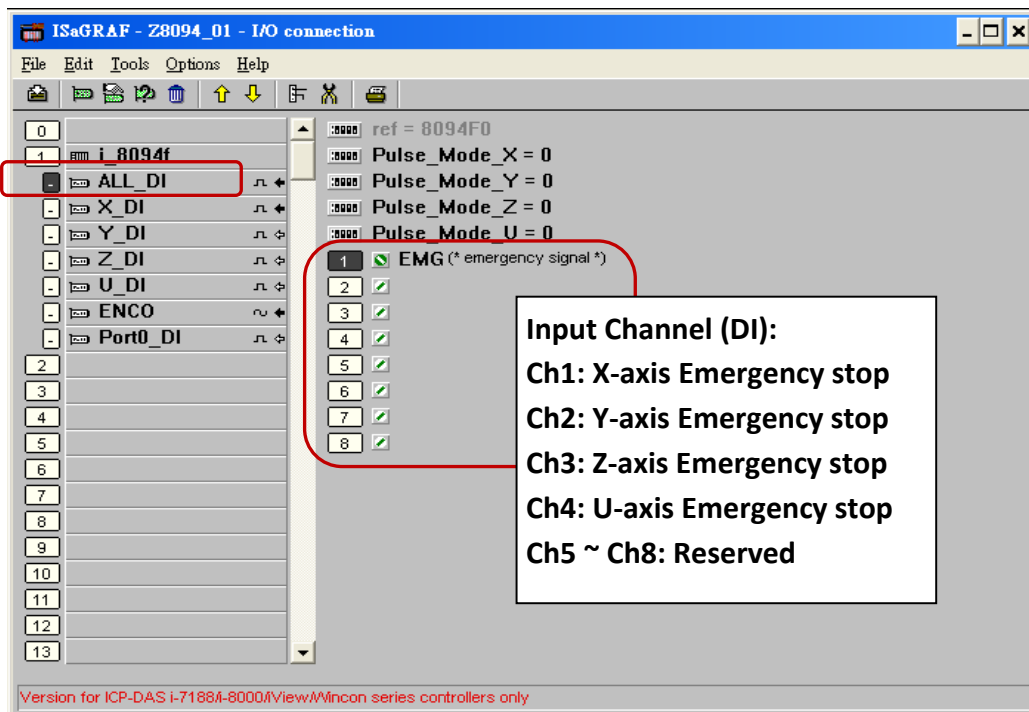 ISaGRAF - Z8094_01 - I/O connection
File Edit Tools Options Help
0
1 i_8094f
- ALL_DI
- X_DI
- Y_DI
- Z_DI
- U_DI
- ENCO
- Port0_DI
2
3
4
5
6
7
8
9
10
11
12
13
ref = 8094F0
Pulse_Mode_X = 0
Pulse_Mode_Y = 0
Pulse_Mode_Z = 0
Pulse_Mode_U = 0
1 EMG (* emergency signal *)
2
3
4
5
6
7
8
Input Channel (DI):
Ch1: X-axis Emergency stop
Ch2: Y-axis Emergency stop
Ch3: Z-axis Emergency stop
Ch4: U-axis Emergency stop
Ch5 ~ Ch8: Reserved
Version for ICP-DAS i-7188/i-8000/iView/Wincon series controllers only